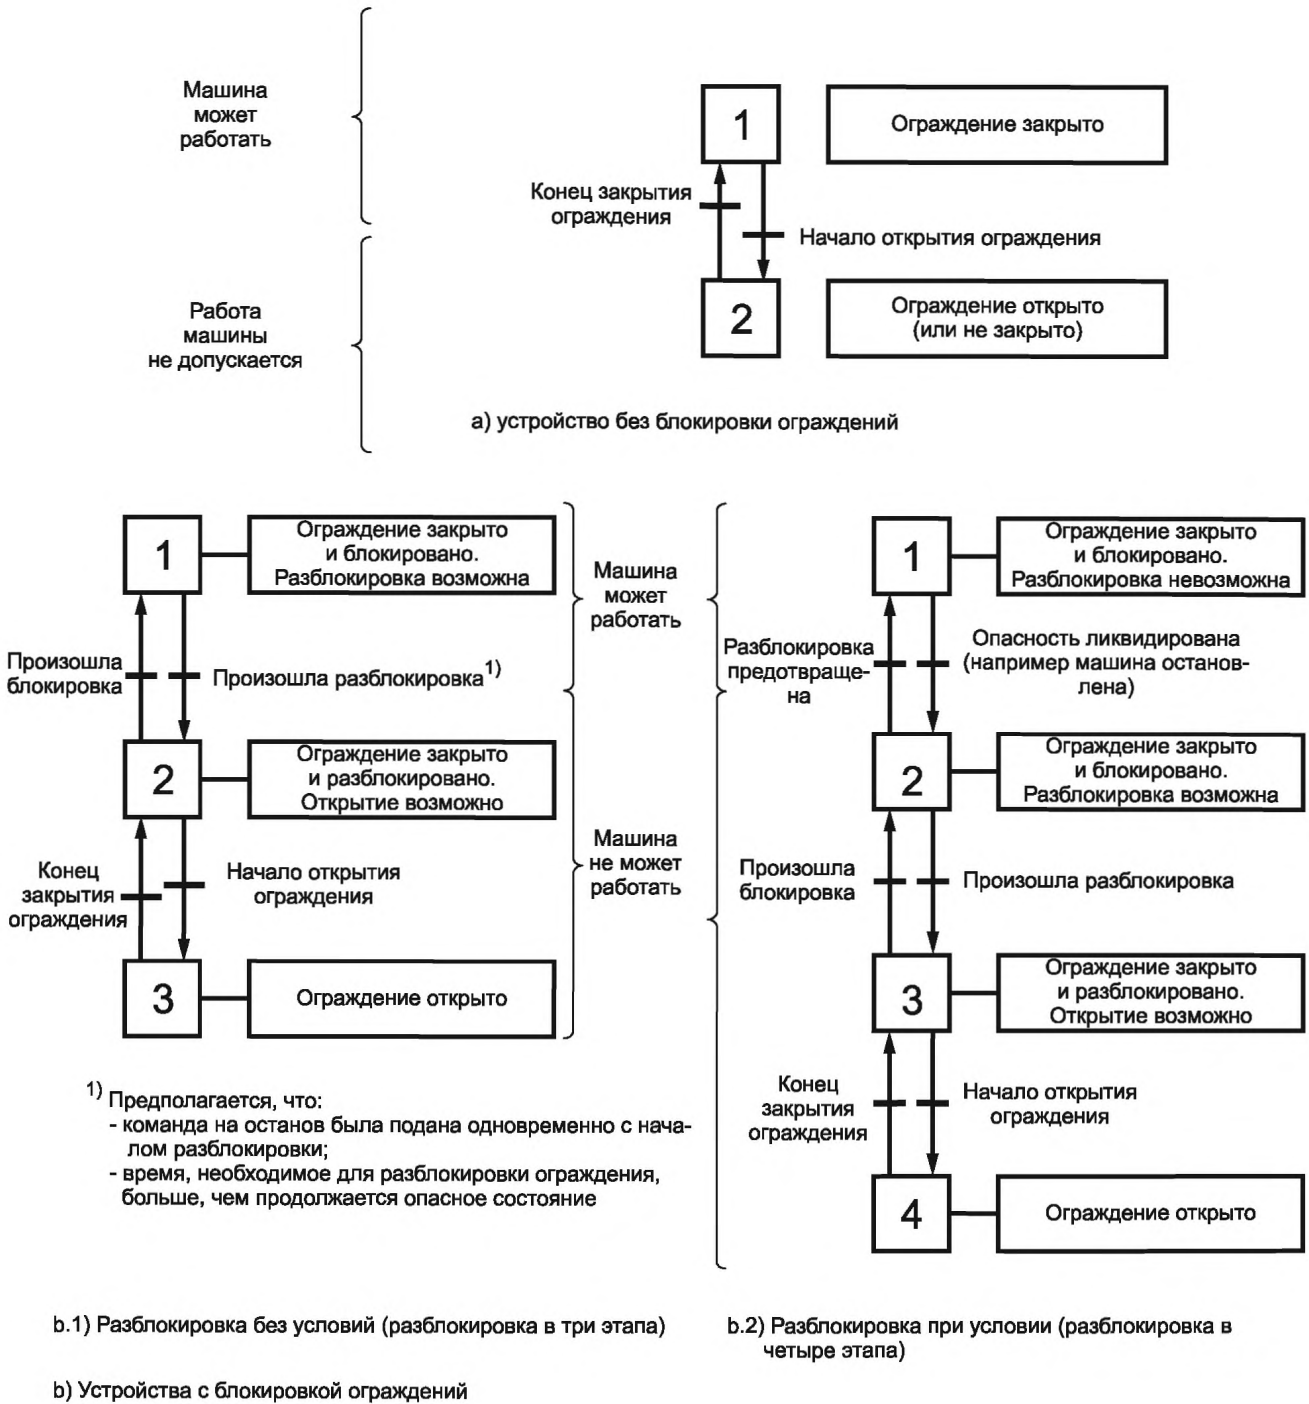 Машина
может
работать
1
Ограждение закрыто
Конец закрытия
ограждения
Начало открытия ограждения
Работа
машины
не допускается
2
Ограждение открыто
(или не закрыто)
a) устройство без блокировки ограждений
1
Ограждение закрыто
и блокировано.
Разблокировка возможна
Произошла
блокировка
Произошла разблокировка1)
2
Ограждение закрыто
и разблокировано.
Открытие возможно
Конец
закрытия
ограждения
Начало открытия
ограждения
3
Ограждение открыто
Машина
может
работать
Машина
не может
работать
1
Ограждение закрыто
и блокировано.
Разблокировка невозможна
Разблокировка
предотвраще-
на
Опасность ликвидирована
(например машина останов-
лена)
2
Ограждение закрыто
и блокировано.
Разблокировка возможна
Произошла
блокировка
Произошла разблокировка
3
Ограждение закрыто
и разблокировано.
Открытие возможно
Конец
закрытия
ограждения
Начало открытия
ограждения
4
Ограждение открыто
1) Предполагается, что:
- команда на останов была подана одновременно с нача-
лом разблокировки;
- время, необходимое для разблокировки ограждения,
больше, чем продолжается опасное состояние
b.1) Разблокировка без условий (разблокировка в три этапа)
b.2) Разблокировка при условии (разблокировка в
четыре этапа)
b) Устройства с блокировкой ограждений